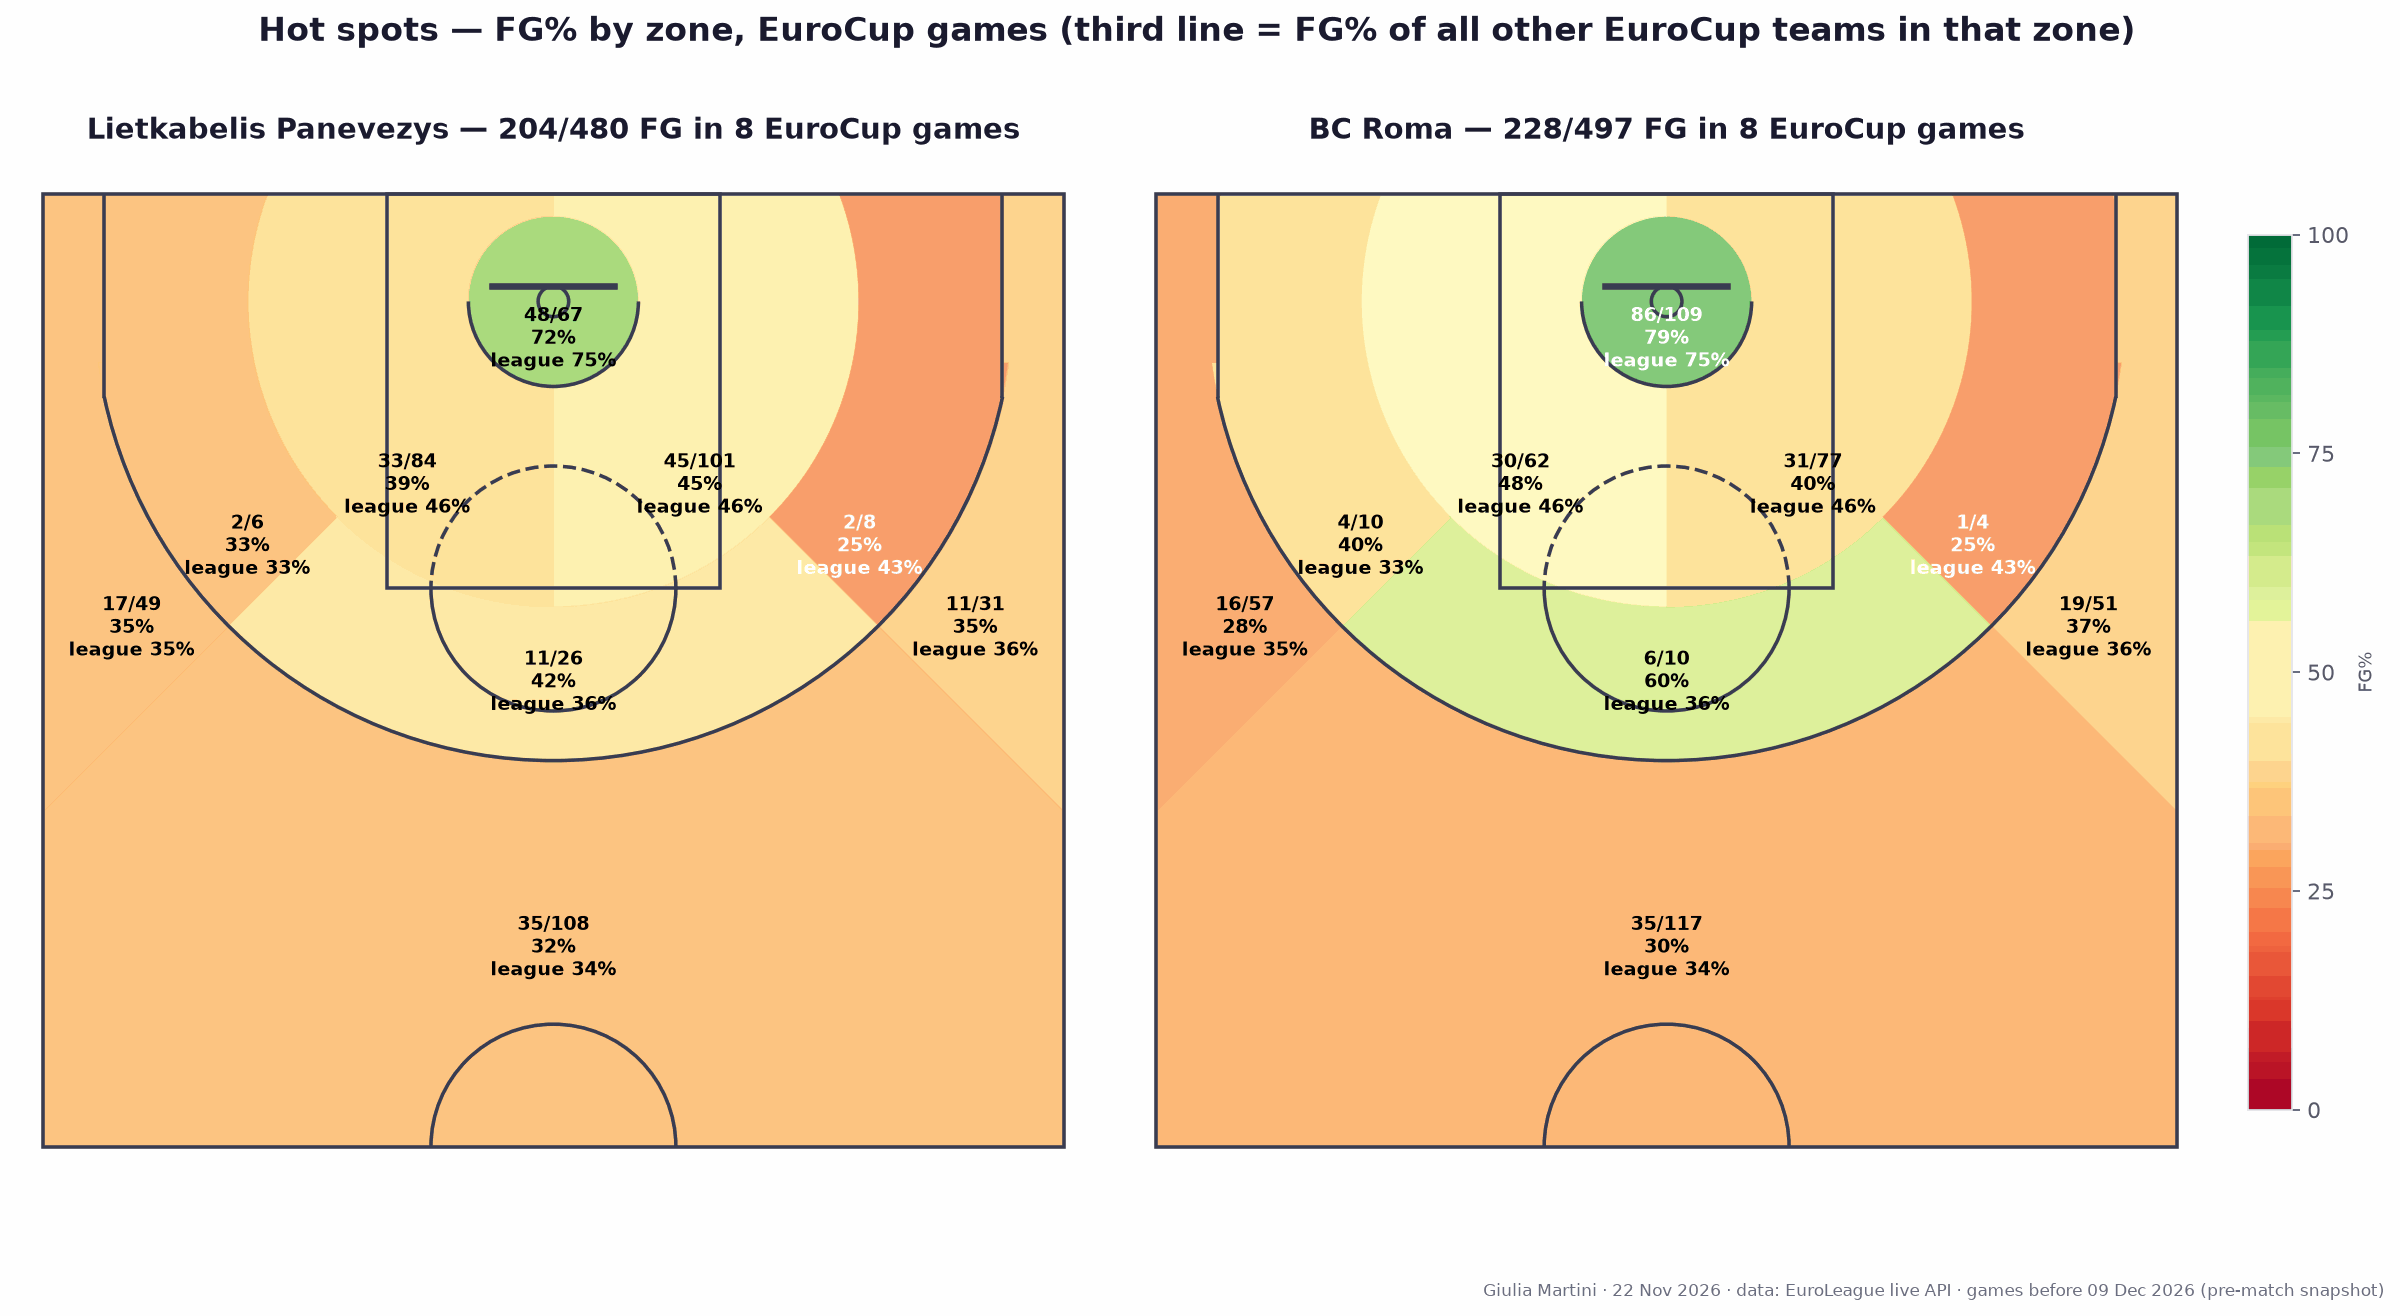 Hot spots — FG% by zone, EuroCup games (third line = FG% of all other EuroCup teams in that zone)
Lietkabelis Panevezys — 204/480 FG in 8 EuroCup games
48/67
72%
league 75%
33/84
39%
league 46%
45/101
45%
league 46%
2/6
33%
league 33%
2/8
25%
league 43%
17/49
35%
league 35%
11/31
35%
league 36%
11/26
42%
league 36%
35/108
32%
league 34%
BC Roma — 228/497 FG in 8 EuroCup games
86/109
79%
league 75%
30/62
48%
league 46%
31/77
40%
league 46%
4/10
40%
league 33%
1/4
25%
league 43%
16/57
28%
league 35%
19/51
37%
league 36%
6/10
60%
league 36%
35/117
30%
league 34%
100
75
50
25
0
FG%
Giulia Martini · 22 Nov 2026 · data: EuroLeague live API · games before 09 Dec 2026 (pre-match snapshot)